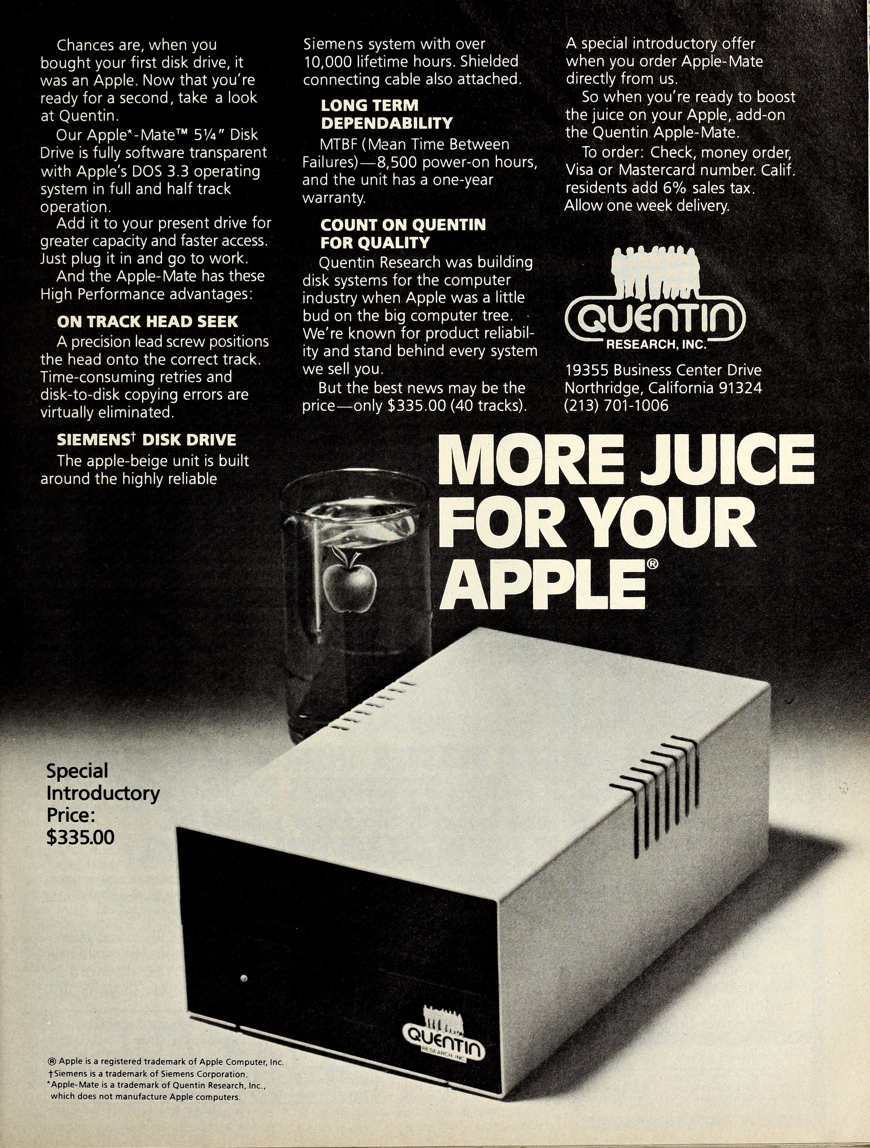 Chances are, when you
bought your first disk drive, it
was an Apple. Now that you're
ready for a second, take a look
at Quentin.
Our Apple*-Mate™ 5¼" Disk
Drive is fully software transparent
with Apple's DOS 3.3 operating
system in full and half track
operation.
Add it to your present drive for
greater capacity and faster access.
Just plug it in and go to work.
And the Apple-Mate has these
High Performance advantages:
ON TRACK HEAD SEEK
A precision lead screw positions
the head onto the correct track.
Time-consuming retries and
disk-to-disk copying errors are
virtually eliminated.
SIEMENS† DISK DRIVE
The apple-beige unit is built
around the highly reliable
Siemens system with over
10,000 lifetime hours. Shielded
connecting cable also attached.
LONG TERM
DEPENDABILITY
MTBF (Mean Time Between
Failures)—8,500 power-on hours,
and the unit has a one-year
warranty.
COUNT ON QUENTIN
FOR QUALITY
Quentin Research was building
disk systems for the computer
industry when Apple was a little
bud on the big computer tree.
We're known for product reliabil-
ity and stand behind every system
we sell you.
But the best news may be the
price—only $335.00 (40 tracks).
A special introductory offer
when you order Apple-Mate
directly from us.
So when you're ready to boost
the juice on your Apple, add-on
the Quentin Apple-Mate.
To order: Check, money order,
Visa or Mastercard number. Calif.
residents add 6% sales tax.
Allow one week delivery.
QUENTIN
RESEARCH, INC.
19355 Business Center Drive
Northridge, California 91324
(213) 701-1006
MORE JUICE
FOR YOUR
APPLE®
Special
Introductory
Price:
$335.00
QUENTIN
RESEARCH, INC.
® Apple is a registered trademark of Apple Computer, Inc.
†Siemens is a trademark of Siemens Corporation.
*Apple-Mate is a trademark of Quentin Research, Inc.,
which does not manufacture Apple computers.